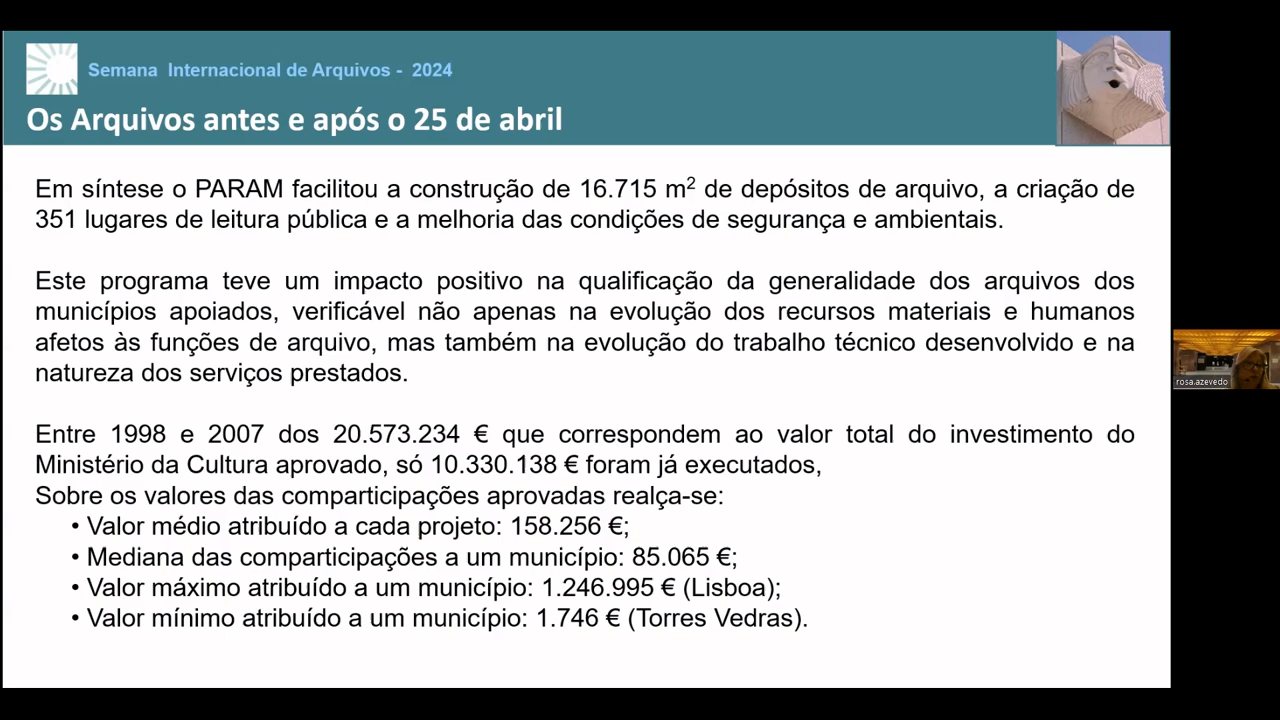 Semana Internacional de Arquivos - 2024
Os Arquivos antes e após o 25 de abril
Em síntese o PARAM facilitou a construção de 16.715 m² de depósitos de arquivo, a criação de
351 lugares de leitura pública e a melhoria das condições de segurança e ambientais.
Este programa teve um impacto positivo na qualificação da generalidade dos arquivos dos
municípios apoiados, verificável não apenas na evolução dos recursos materiais e humanos
afetos às funções de arquivo, mas também na evolução do trabalho técnico desenvolvido e na
natureza dos serviços prestados.
Entre 1998 e 2007 dos 20.573.234 € que correspondem ao valor total do investimento do
Ministério da Cultura aprovado, só 10.330.138 € foram já executados,
Sobre os valores das comparticipações aprovadas realça-se:
• Valor médio atribuído a cada projeto: 158.256 €;
• Mediana das comparticipações a um município: 85.065 €;
• Valor máximo atribuído a um município: 1.246.995 € (Lisboa);
• Valor mínimo atribuído a um município: 1.746 € (Torres Vedras).
rosa.azevedo